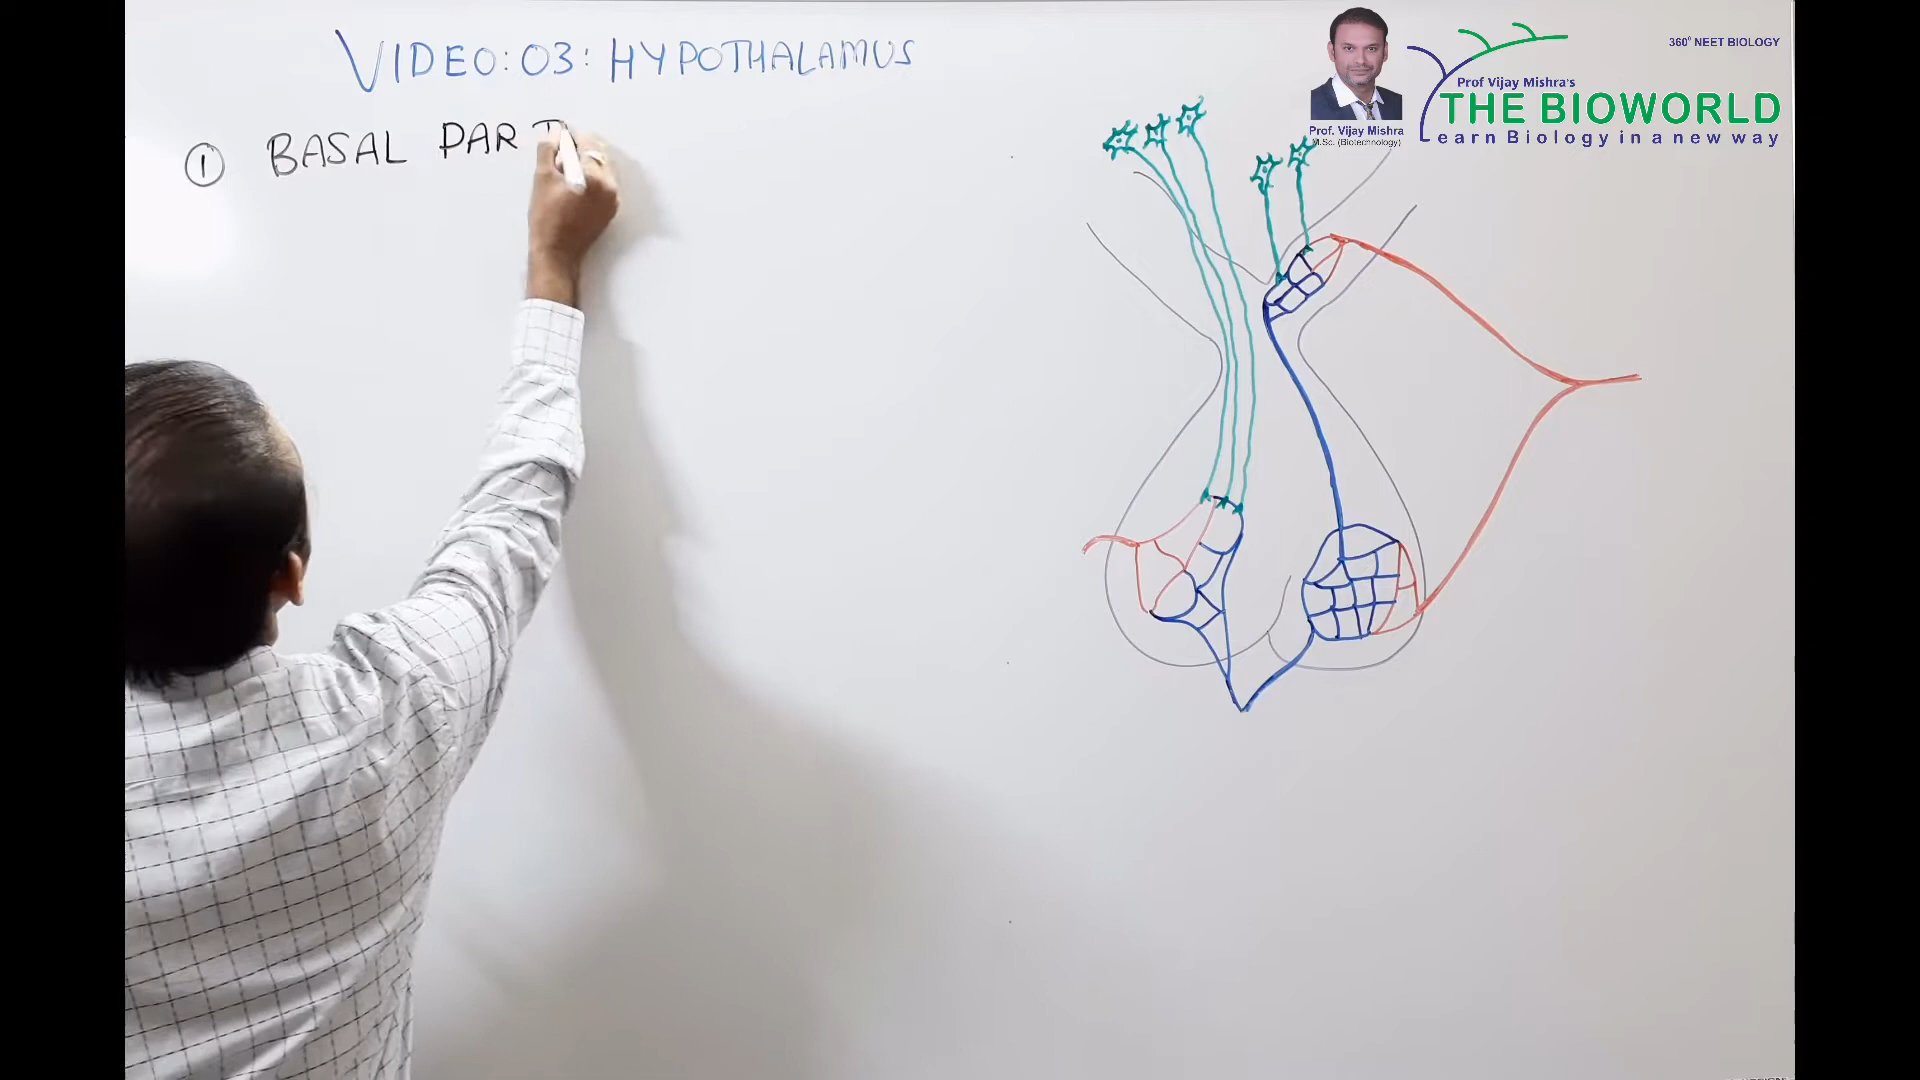 VIDEO: 03: HYPOTHALAMUS
① BASAL PART
360° NEET BIOLOGY
Prof Vijay Mishra's
THE BIOWORLD
Learn Biology in a new way
Prof. Vijay Mishra
M.Sc. (Biotechnology)